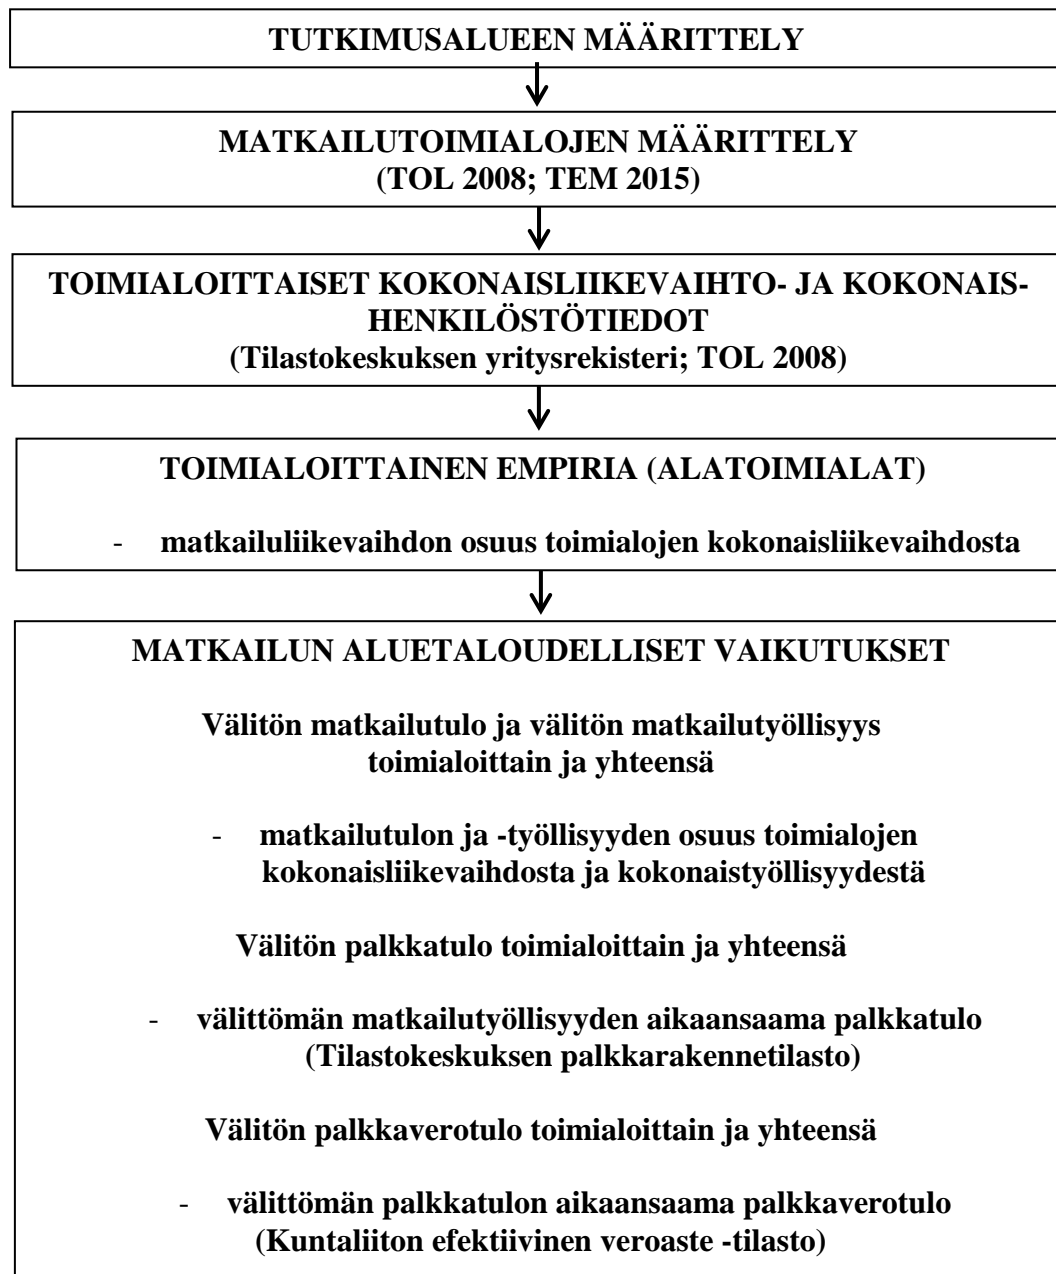 TUTKIMUSALUEEN MÄÄRITTELY
MATKAILUTOIMIALOJEN MÄÄRITTELY
(TOL 2008; TEM 2015)
TOIMIALOITTAISET KOKONAISLIIKEVAIHTO- JA KOKONAIS-
HENKILÖSTÖTIEDOT
(Tilastokeskuksen yritysrekisteri; TOL 2008)
TOIMIALOITTAINEN EMPIRIA (ALATOIMIALAT)
- matkailuliikevaihdon osuus toimialojen kokonaisliikevaihdosta
MATKAILUN ALUETALOUDELLISET VAIKUTUKSET
Välitön matkailutulo ja välitön matkailutyöllisyys
toimialoittain ja yhteensä
- matkailutulon ja -työllisyyden osuus toimialojen
kokonaisliikevaihdosta ja kokonaistyöllisyydestä
Välitön palkkatulo toimialoittain ja yhteensä
- välittömän matkailutyöllisyyden aikaansaama palkkatulo
(Tilastokeskuksen palkkarakennetilasto)
Välitön palkkaverotulo toimialoittain ja yhteensä
- välittömän palkkatulon aikaansaama palkkaverotulo
(Kuntaliiton efektiivinen veroaste -tilasto)